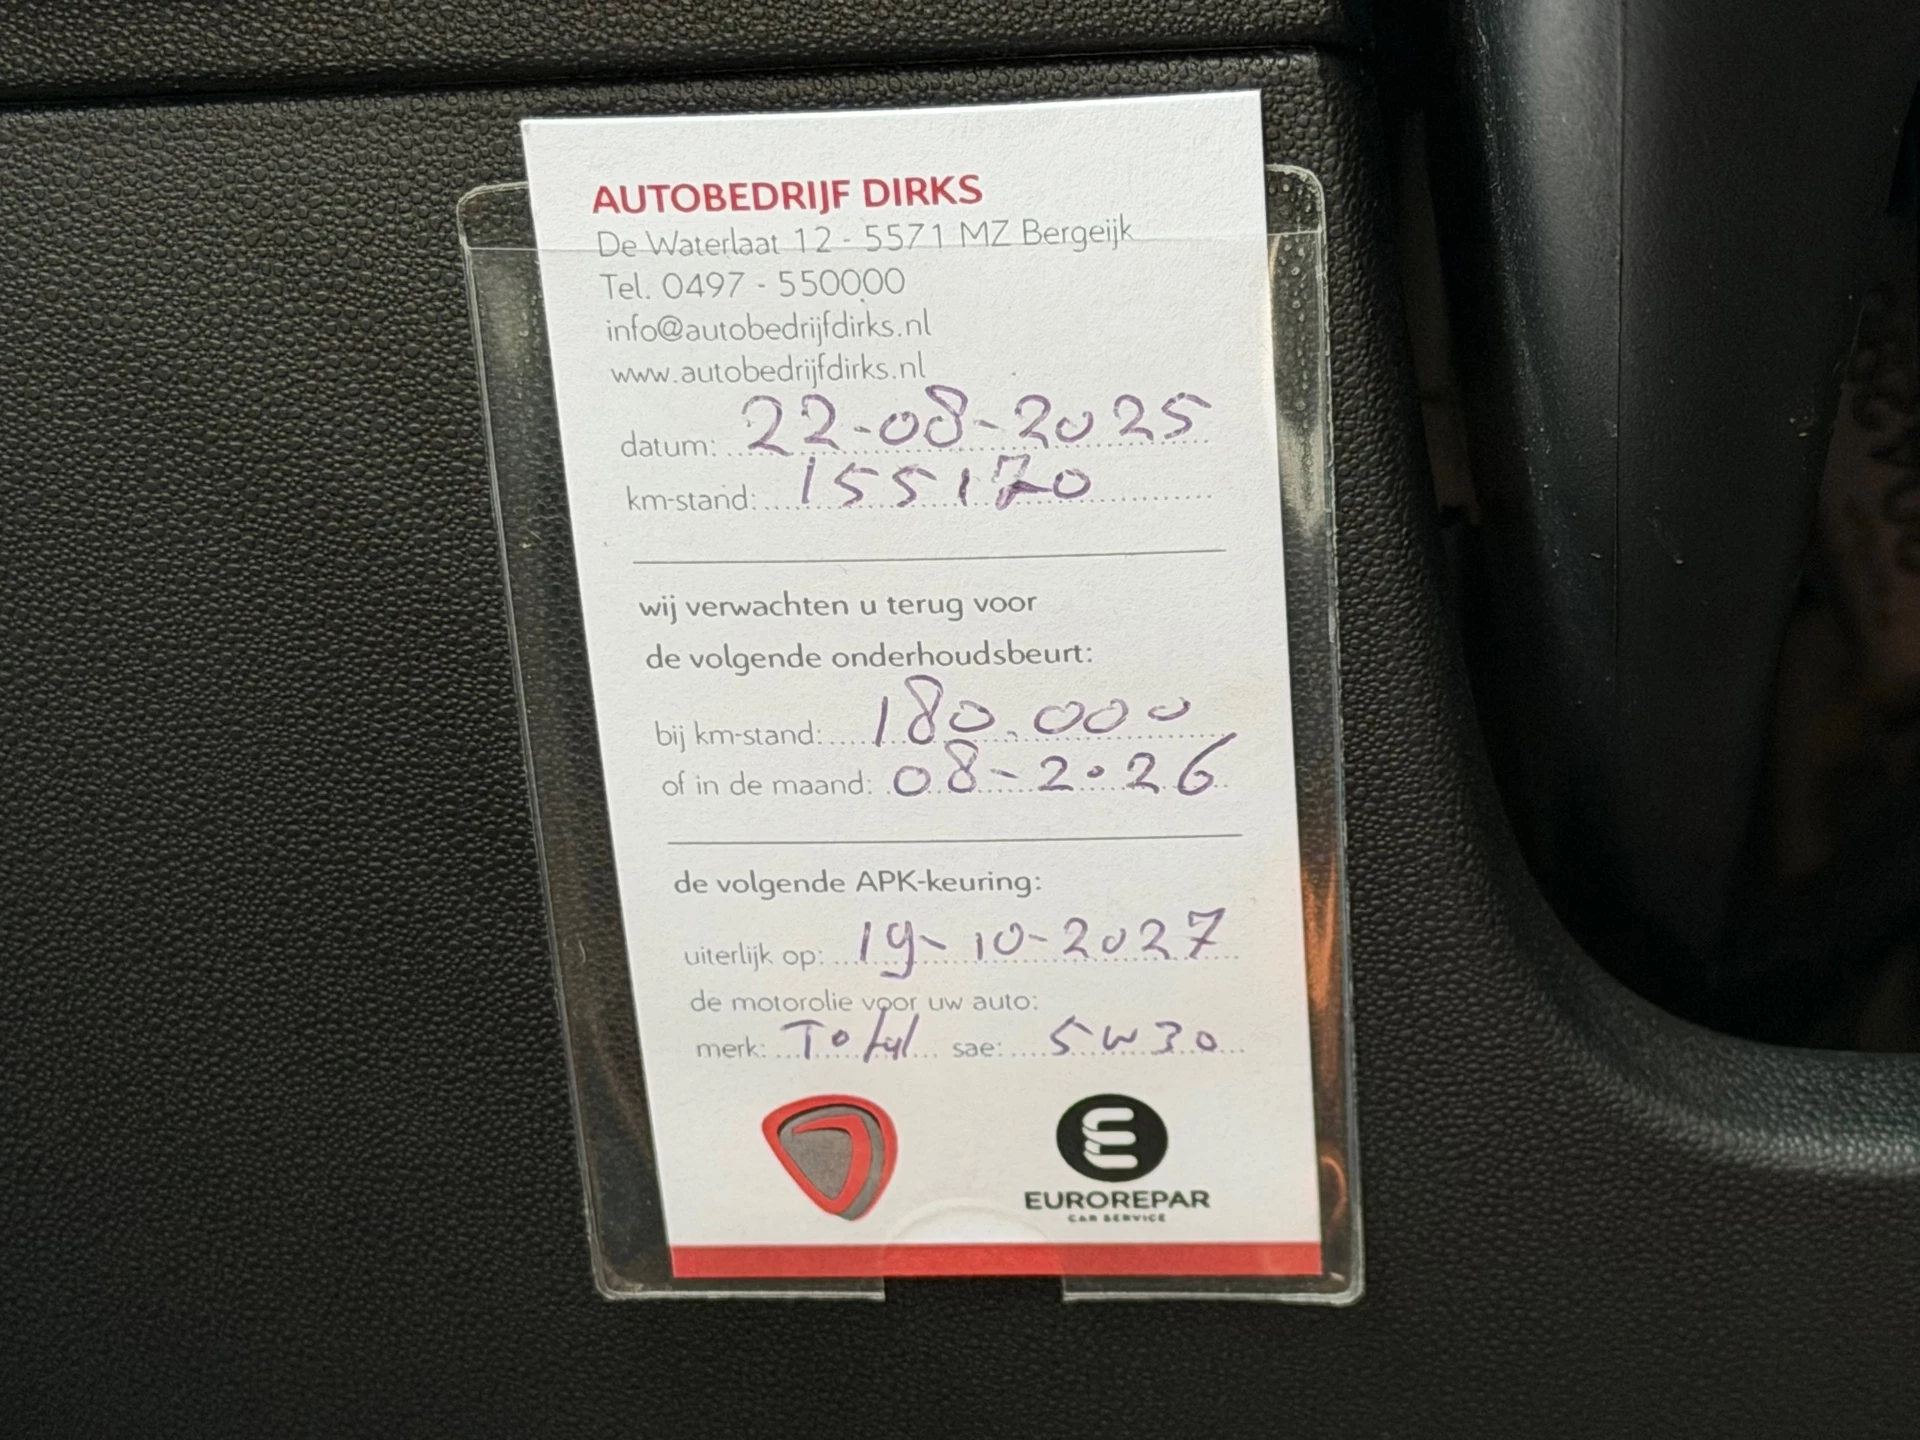 AUTOBEDRIJF DIRKS
De Waterlaat 12 - 5571 MZ Bergeijk
Tel. 0497 - 550000
info@autobedrijfdirks.nl
www.autobedrijfdirks.nl
datum: 22-08-2025
km-stand: 155170
wij verwachten u terug voor
de volgende onderhoudsbeurt:
bij km-stand: 180.000
of in de maand: 08-2026
de volgende APK-keuring:
uiterlijk op: 19-10-2027
de motorolie voor uw auto:
merk: Total sae: 5W30
EUROREPAR
CAR SERVICE